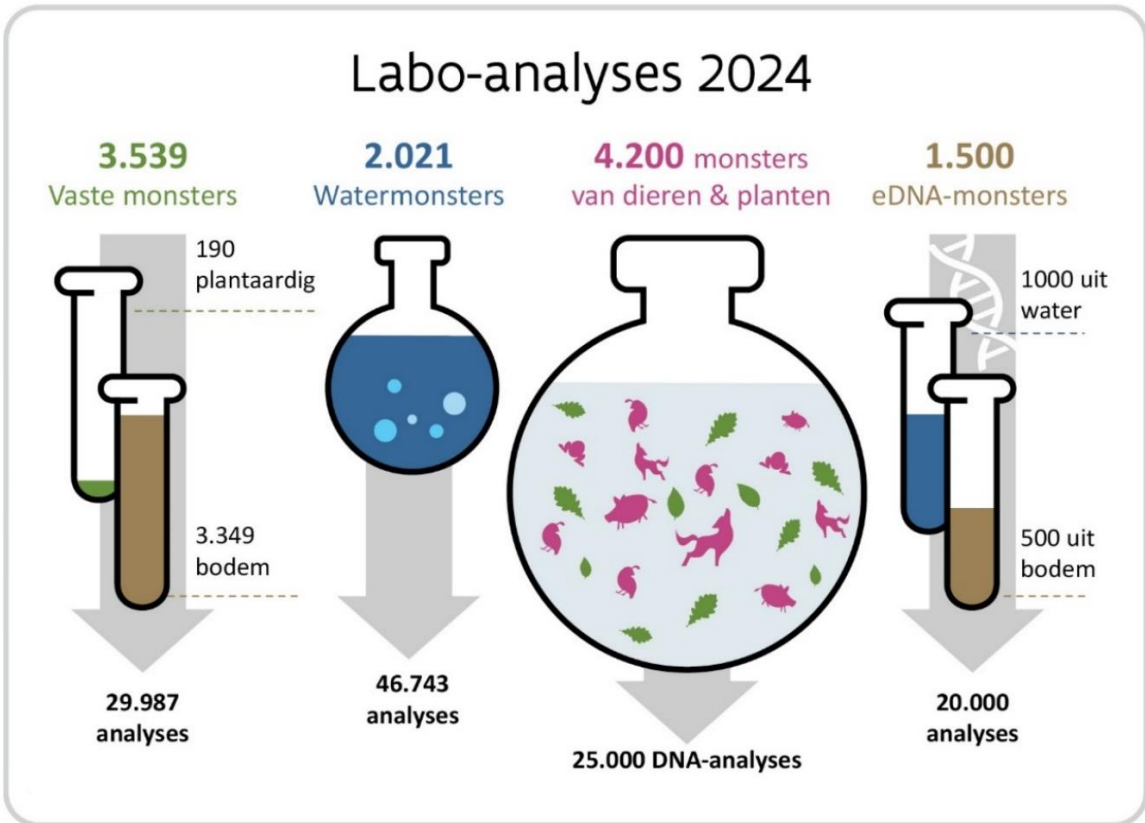 Labo-analyses 2024
3.539
Vaste monsters
190
plantaardig
3.349
bodem
29.987
analyses
2.021
Watermonsters
46.743
analyses
4.200 monsters
van dieren & planten
25.000 DNA-analyses
1.500
eDNA-monsters
1000 uit
water
500 uit
bodem
20.000
analyses